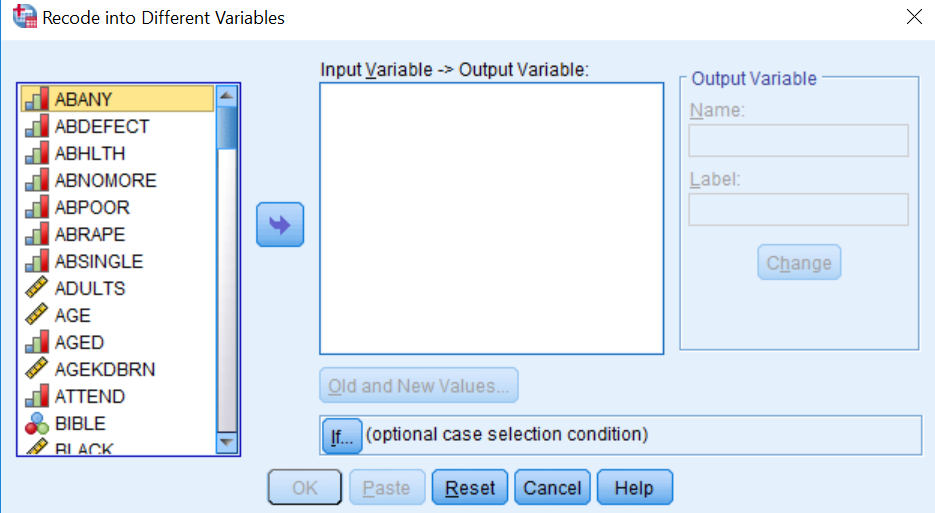 Recode into Different Variables
ABANY
ABDEFECT
ABHLTH
ABNOMORE
ABPOOR
ABRAPE
ABSINGLE
ADULTS
AGE
AGED
AGEKDBRN
ATTEND
BIBLE
BLACK
Input Variable -> Output Variable:
Old and New Values...
If... (optional case selection condition)
Output Variable
Name:
Label:
Change
OK Paste Reset Cancel Help